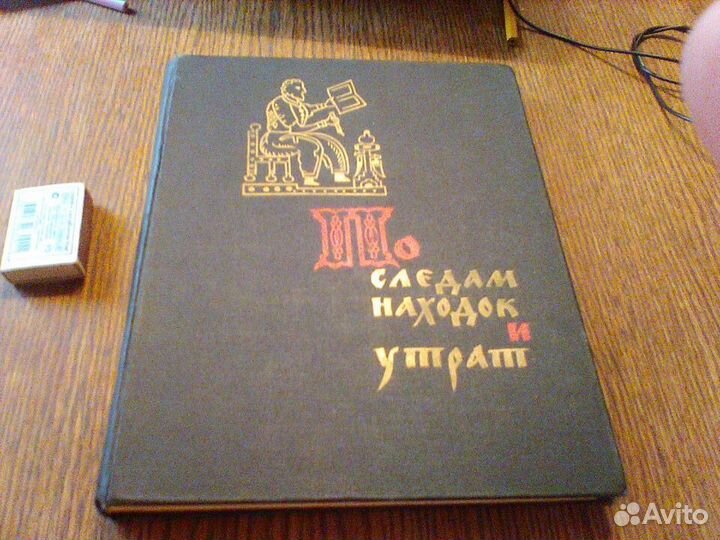 По
следам
находок
и
утрат
Avito